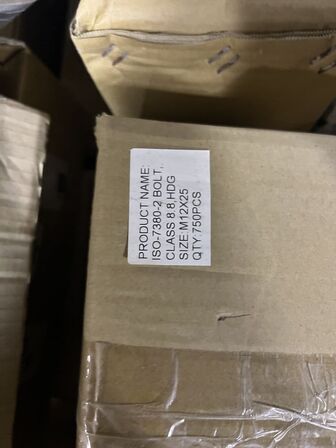 PRODUCT NAME:
ISO-7380-2 BOLT,
CLASS 8.8,HDG
SIZE:M12X25
QTY:750PCS